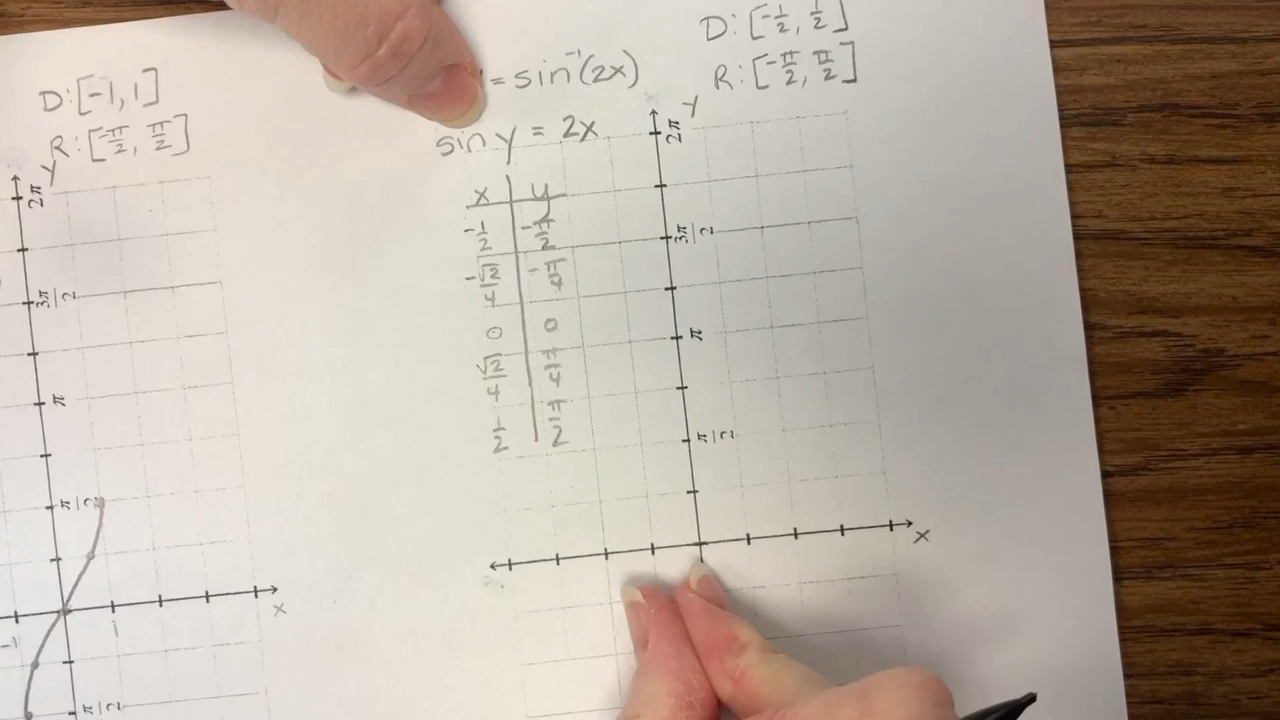 D: [-1, 1]
R: [-π/2, π/2]
Y
2π
3π/2
π
π/2
x
1
π/2
= sin⁻¹(2x)
sin y = 2x
x y
-1/2 -π/2
-√2/4 -π/4
0 0
√2/4 π/4
1/2 π/2
D: [-1/2, 1/2]
R: [-π/2, π/2]
Y
2π
3π/2
π
π/2
x